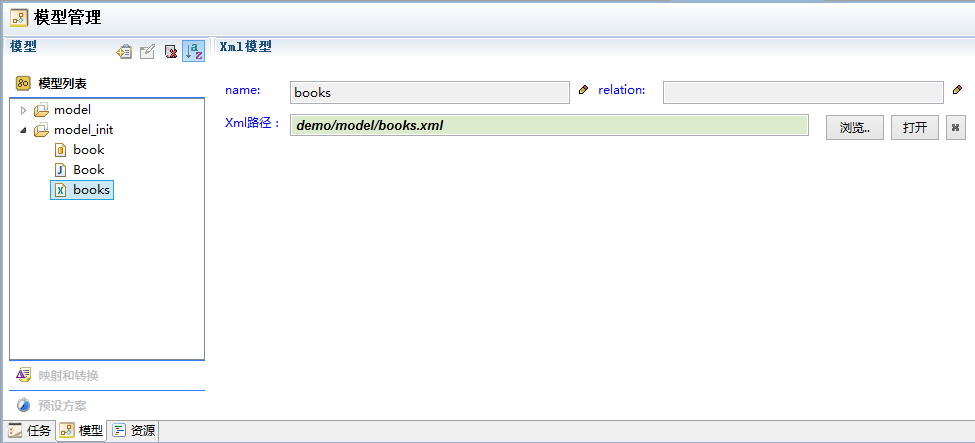 模型管理
模型
Xml模型
模型列表
model
model_init
book
Book
books
映射和转换
预设方案
name:
books
relation:
Xml路径：
demo/model/books.xml
浏览..
打开
任务
模型
资源